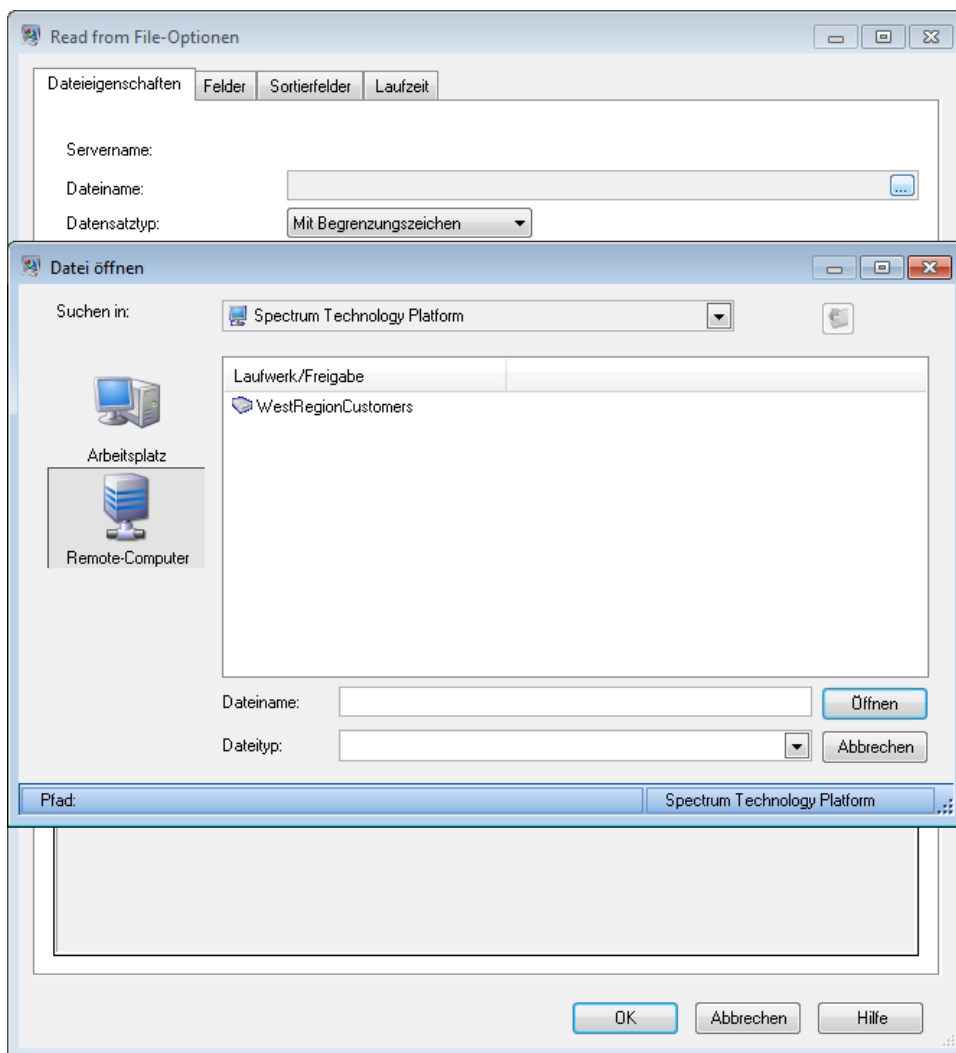 Read from File-Optionen
Dateieigenschaften Felder Sortierfelder Laufzeit
Servername:
Dateiname: ...
Datensatztyp: Mit Begrenzungszeichen
Datei öffnen
Suchen in: Spectrum Technology Platform
Laufwerk/Freigabe
WestRegionCustomers
Arbeitsplatz
Remote-Computer
Dateiname: Öffnen
Dateityp: Abbrechen
Pfad: Spectrum Technology Platform
OK Abbrechen Hilfe